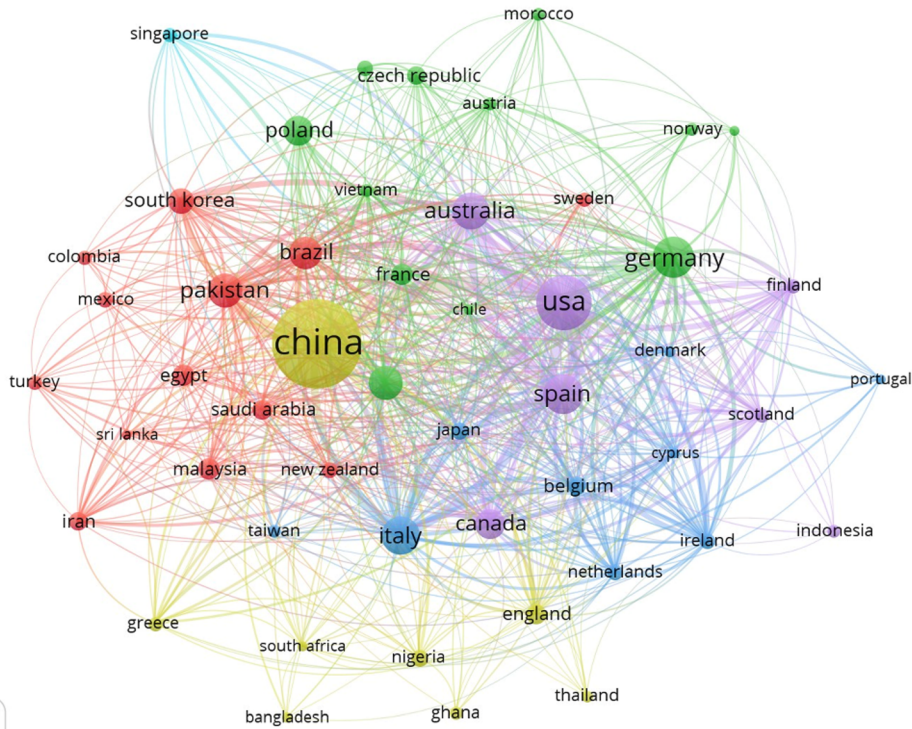 morocco
singapore
czech republic
austria
poland
norway
vietnam
south korea
sweden
australia
colombia
brazil
germany
france
finland
pakistan
mexico
usa
chile
china
denmark
turkey
egypt
portugal
spain
saudi arabia
scotland
sri lanka
japan
cyprus
malaysia
new zealand
belgium
iran
taiwan
italy
canada
indonesia
ireland
netherlands
greece
england
south africa
nigeria
thailand
bangladesh
ghana